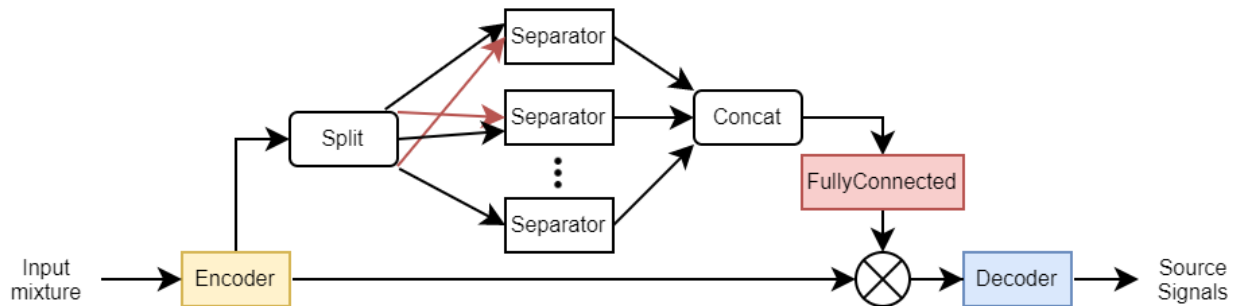 Separator
Separator
Split
Concat
Separator
FullyConnected
Input
mixture
Encoder
Decoder
Source
Signals